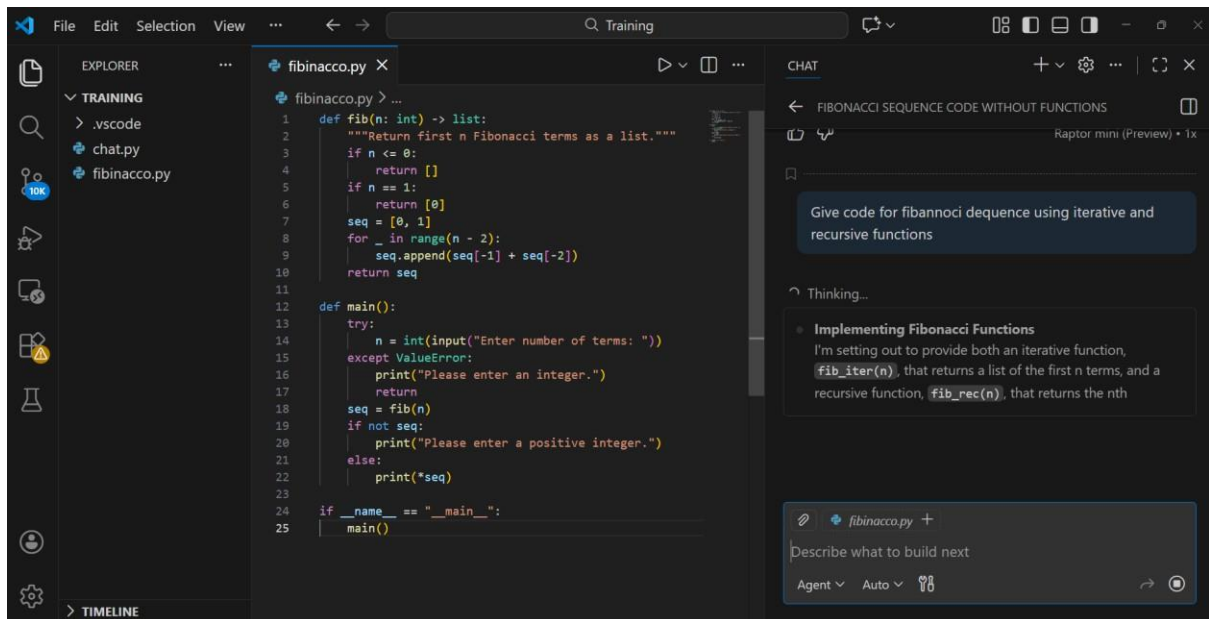 File Edit Selection View ··· Training
EXPLORER ···
TRAINING
.vscode
chat.py
fibinacco.py
10K
TIMELINE
fibinacco.py
fibinacco.py > ...
1 def fib(n: int) -> list:
2 """Return first n Fibonacci terms as a list."""
3 if n <= 0:
4 return []
5 if n == 1:
6 return [0]
7 seq = [0, 1]
8 for _ in range(n - 2):
9 seq.append(seq[-1] + seq[-2])
10 return seq
11
12 def main():
13 try:
14 n = int(input("Enter number of terms: "))
15 except ValueError:
16 print("Please enter an integer.")
17 return
18 seq = fib(n)
19 if not seq:
20 print("Please enter a positive integer.")
21 else:
22 print(*seq)
23
24 if __name__ == "__main__":
25 main()
CHAT
FIBONACCI SEQUENCE CODE WITHOUT FUNCTIONS
Raptor mini (Preview) • 1x
Give code for fibannoci dequence using iterative and
recursive functions
Thinking...
Implementing Fibonacci Functions
I'm setting out to provide both an iterative function,
fib_iter(n), that returns a list of the first n terms, and a
recursive function, fib_rec(n), that returns the nth
fibinacco.py +
Describe what to build next
Agent Auto